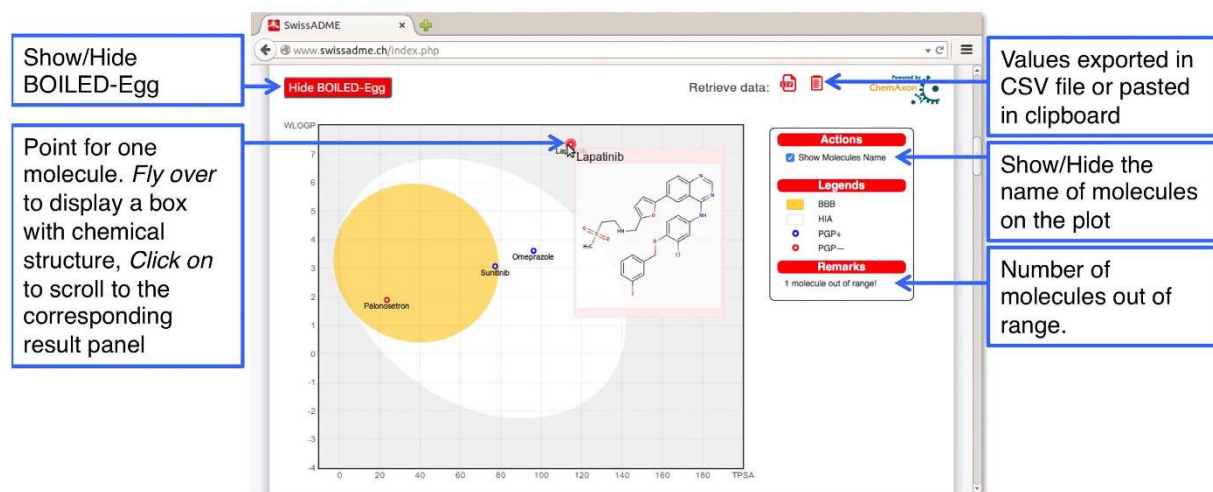 SwissADME
www.swissadme.ch/index.php
Show/Hide
BOILED-Egg
Hide BOILED-Egg
Retrieve data:
CSV
Powered by
ChemAxon
Values exported in
CSV file or pasted
in clipboard
Point for one
molecule. Fly over
to display a box
with chemical
structure, Click on
to scroll to the
corresponding
result panel
WLOGP
7
6
5
4
3
2
1
0
-1
-2
-3
-4
0 20 40 60 80 100 120 140 160 180 TPSA
Lapatinib
Omeprazole
Sunitinib
Palonosetron
N
N
NH
O
HN
O
S
O
H₃C
O
Cl
F
Actions
Show Molecules Name
Legends
BBB
HIA
PGP+
PGP−
Remarks
1 molecule out of range!
Show/Hide the
name of molecules
on the plot
Number of
molecules out of
range.